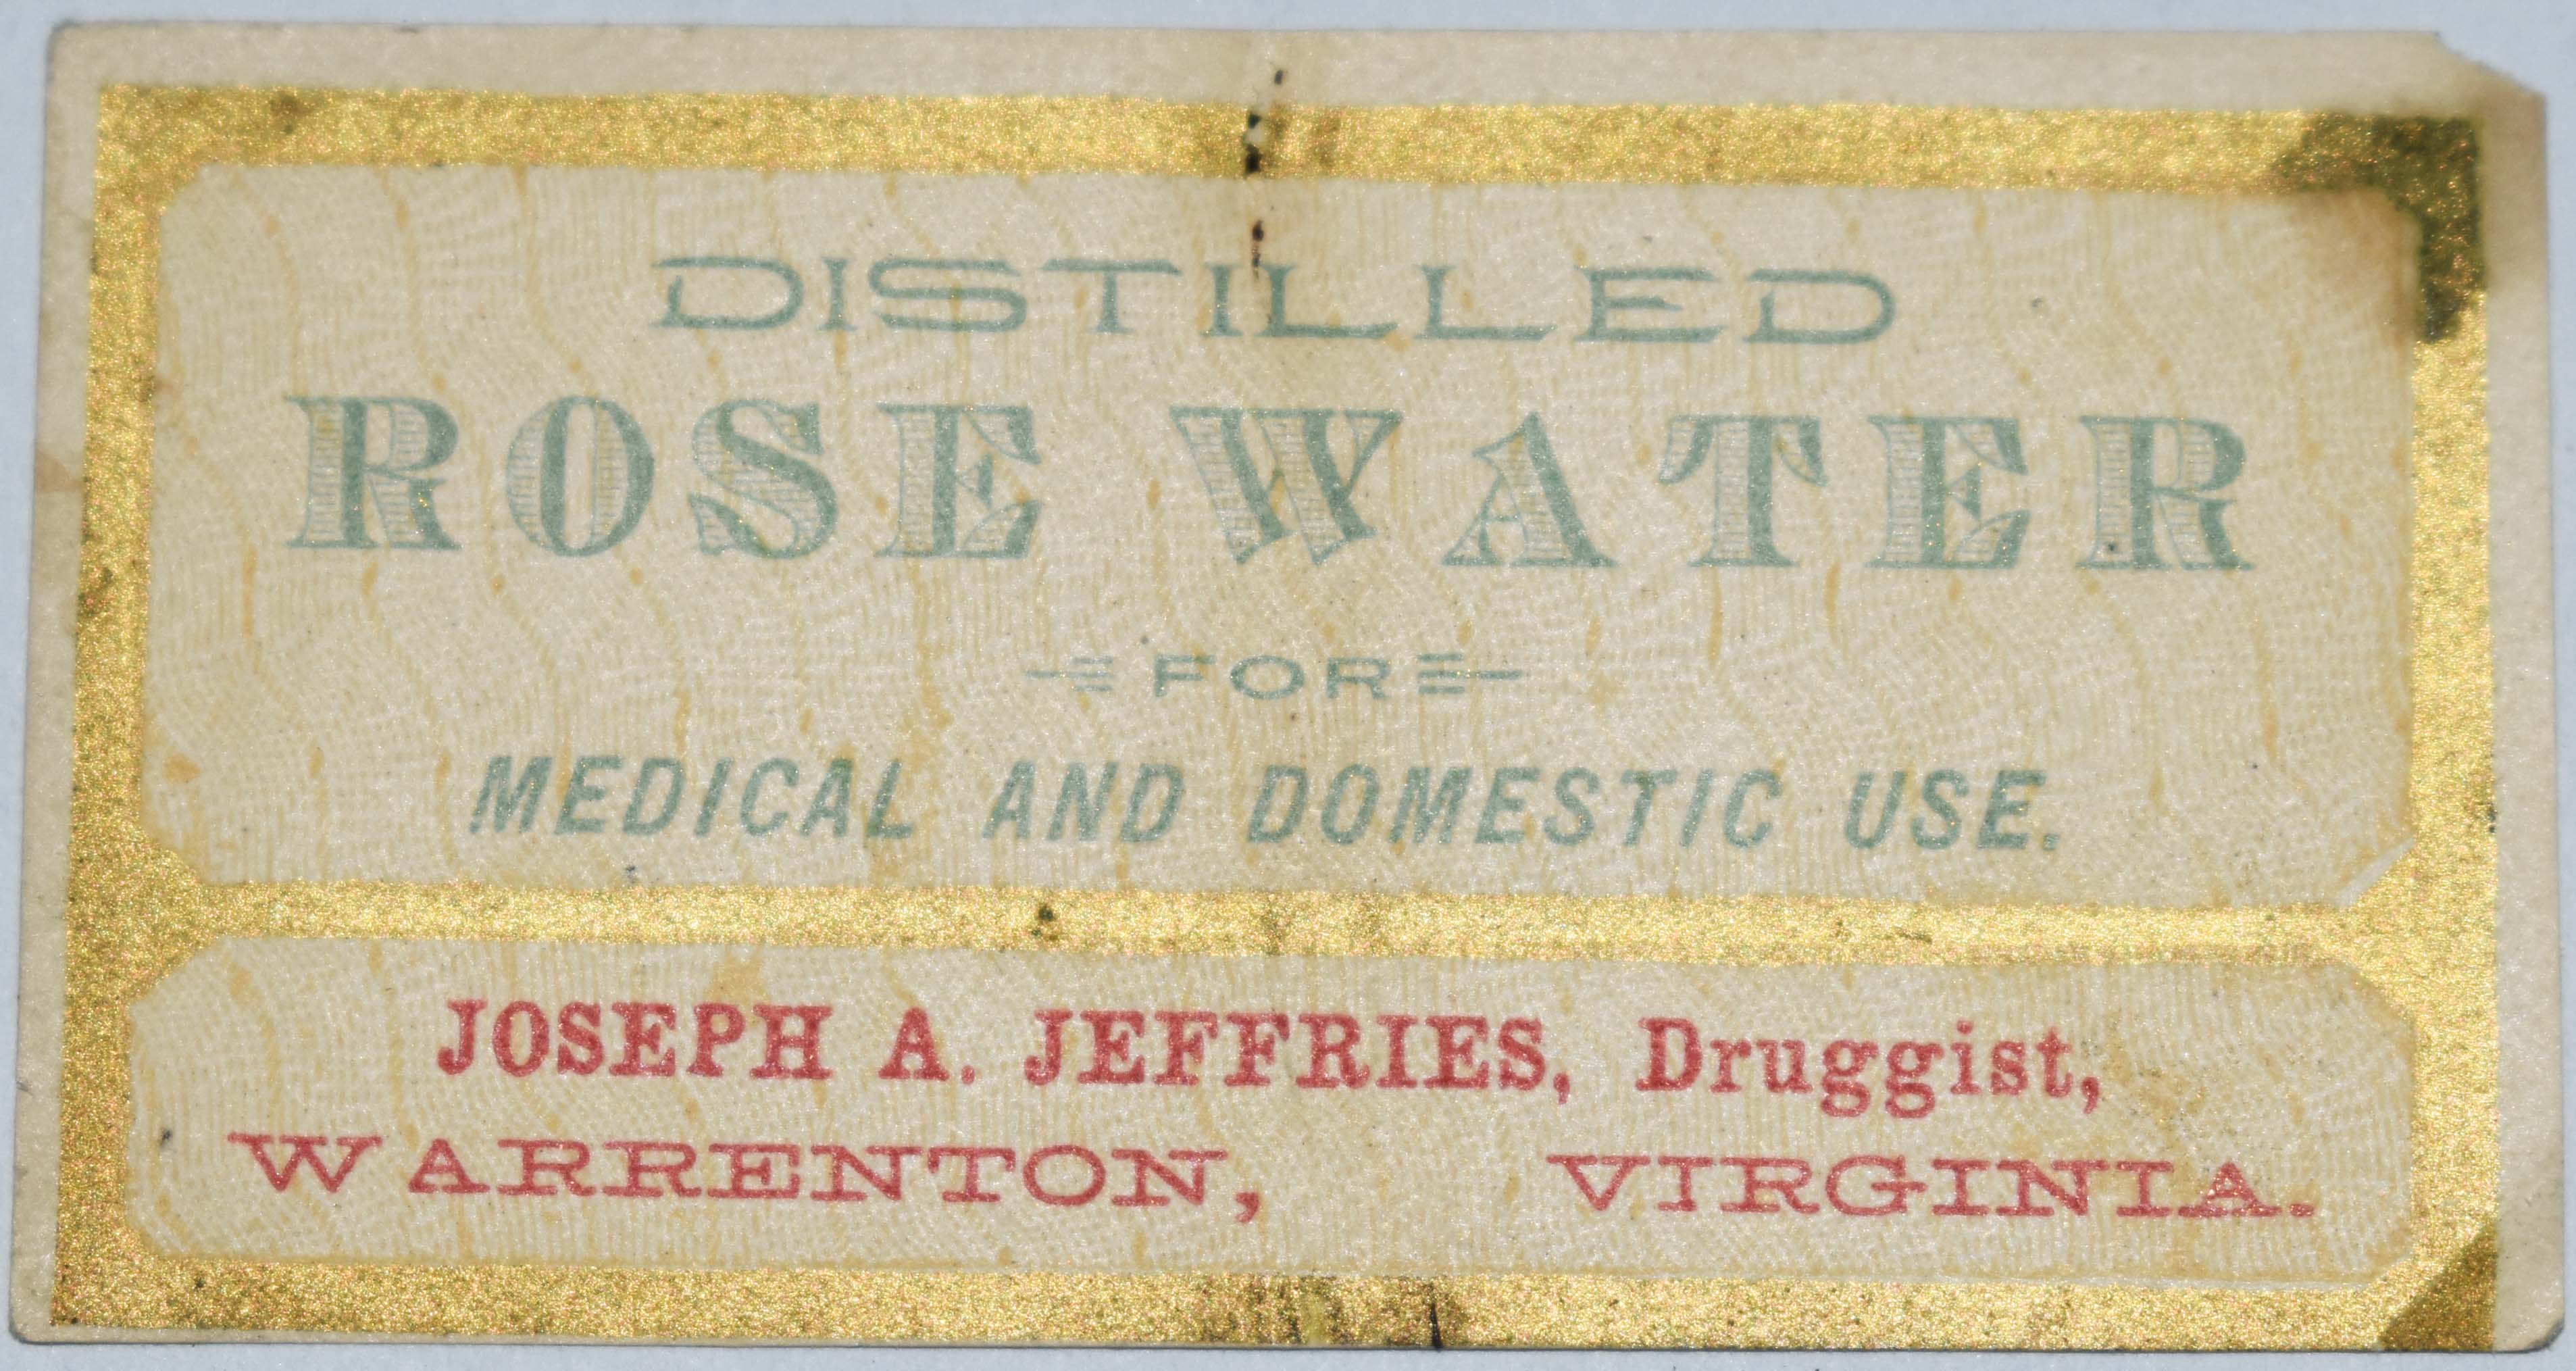 DISTILLED
ROSE WATER
FOR
MEDICAL AND DOMESTIC USE.
JOSEPH A. JEFFRIES, Druggist,
WARRENTON, VIRGINIA.